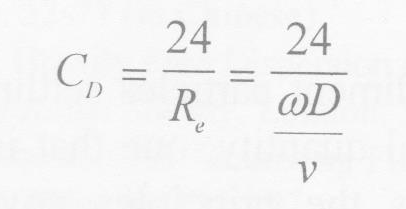 C_D = 24/R_e = 24/(ωD/ν)